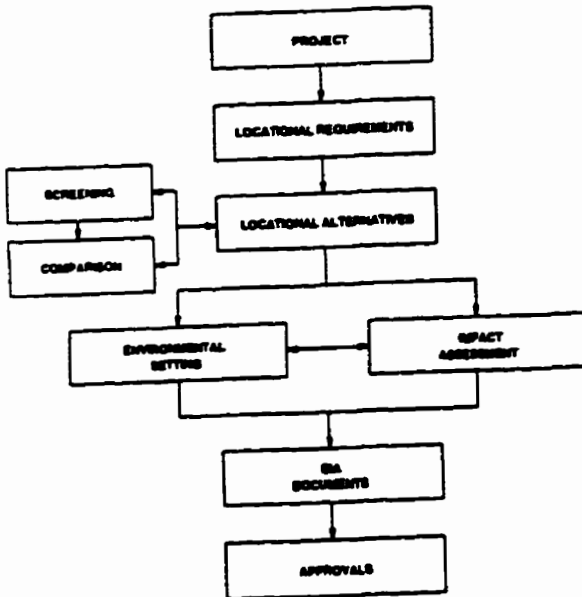 PROJECT
LOCATIONAL REQUIREMENTS
SCREENING
LOCATIONAL ALTERNATIVES
COMPARISON
ENVIRONMENTAL
SETTING
IMPACT
ASSESSMENT
EIA
DOCUMENTS
APPROVALS